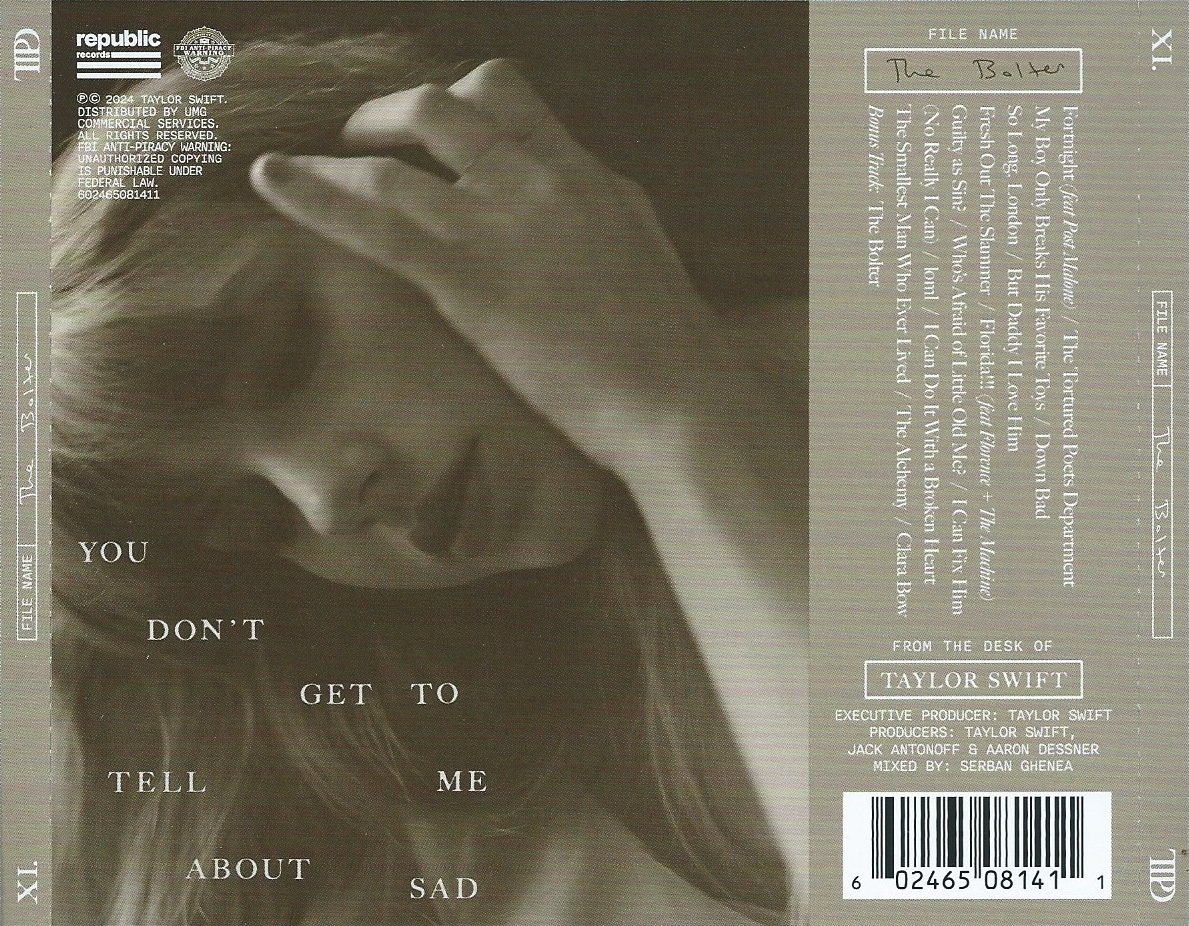 republic
records
FBI ANTI-PIRACY
WARNING
℗© 2024 TAYLOR SWIFT.
DISTRIBUTED BY UMG
COMMERCIAL SERVICES.
ALL RIGHTS RESERVED.
FBI ANTI-PIRACY WARNING:
UNAUTHORIZED COPYING
IS PUNISHABLE UNDER
FEDERAL LAW.
602465081411
YOU
DON'T
GET TO
TELL ME
ABOUT
SAD
FILE NAME
The Bolter
Fortnight (feat Post Malone) / The Tortured Poets Department
My Boy Only Breaks His Favorite Toys / Down Bad
So Long, London / But Daddy I Love Him
Fresh Out The Slammer / Florida!!! (feat Florence + The Machine)
Guilty as Sin? / Who's Afraid of Little Old Me? / I Can Fix Him
(No Really I Can) / loml / I Can Do It With a Broken Heart
The Smallest Man Who Ever Lived / The Alchemy / Clara Bow
Bonus Track: The Bolter
FROM THE DESK OF
TAYLOR SWIFT
EXECUTIVE PRODUCER: TAYLOR SWIFT
PRODUCERS: TAYLOR SWIFT,
JACK ANTONOFF & AARON DESSNER
MIXED BY: SERBAN GHENEA
6 02465 08141 1
TTPD
FILE NAME The Bolter
XI.
XI.
FILE NAME The Bolter
TTPD